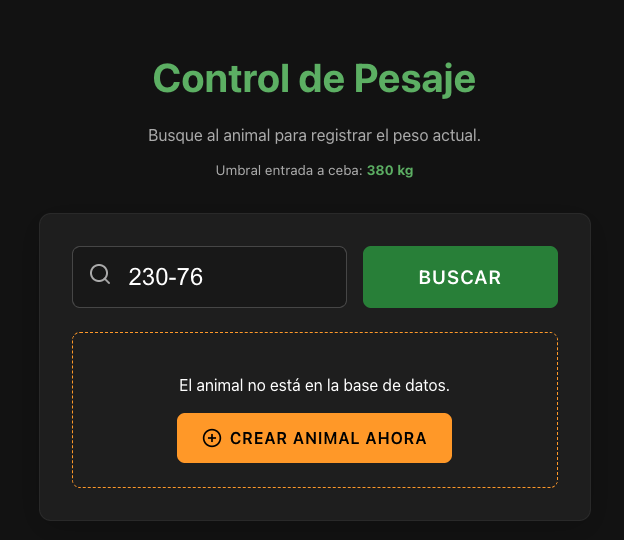 Control de Pesaje
Busque al animal para registrar el peso actual.
Umbral entrada a ceba: 380 kg
230-76
BUSCAR
El animal no está en la base de datos.
CREAR ANIMAL AHORA